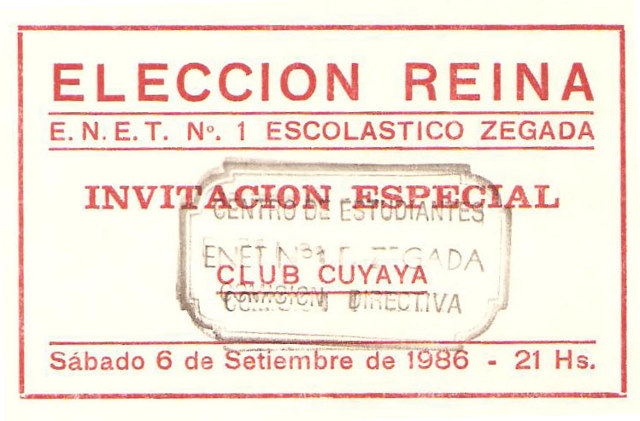 ELECCION REINA
E.N.E.T. Nº. 1 ESCOLASTICO ZEGADA
INVITACION ESPECIAL
CENTRO DE ESTUDIANTES
ENET Nº 1 E. ZEGADA
CLUB CUYAYA
COMISION DIRECTIVA
Sábado 6 de Setiembre de 1986 - 21 Hs.